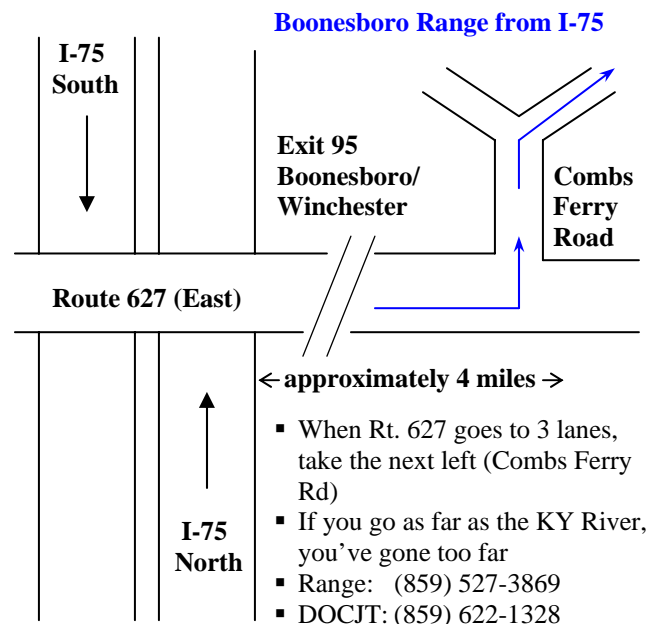 Boonesboro Range from I-75
I-75
South
Exit 95
Boonesboro/
Winchester
Combs
Ferry
Road
Route 627 (East)
approximately 4 miles
▪ When Rt. 627 goes to 3 lanes,
take the next left (Combs Ferry
Rd)
▪ If you go as far as the KY River,
you've gone too far
▪ Range: (859) 527-3869
▪ DOCJT: (859) 622-1328
I-75
North